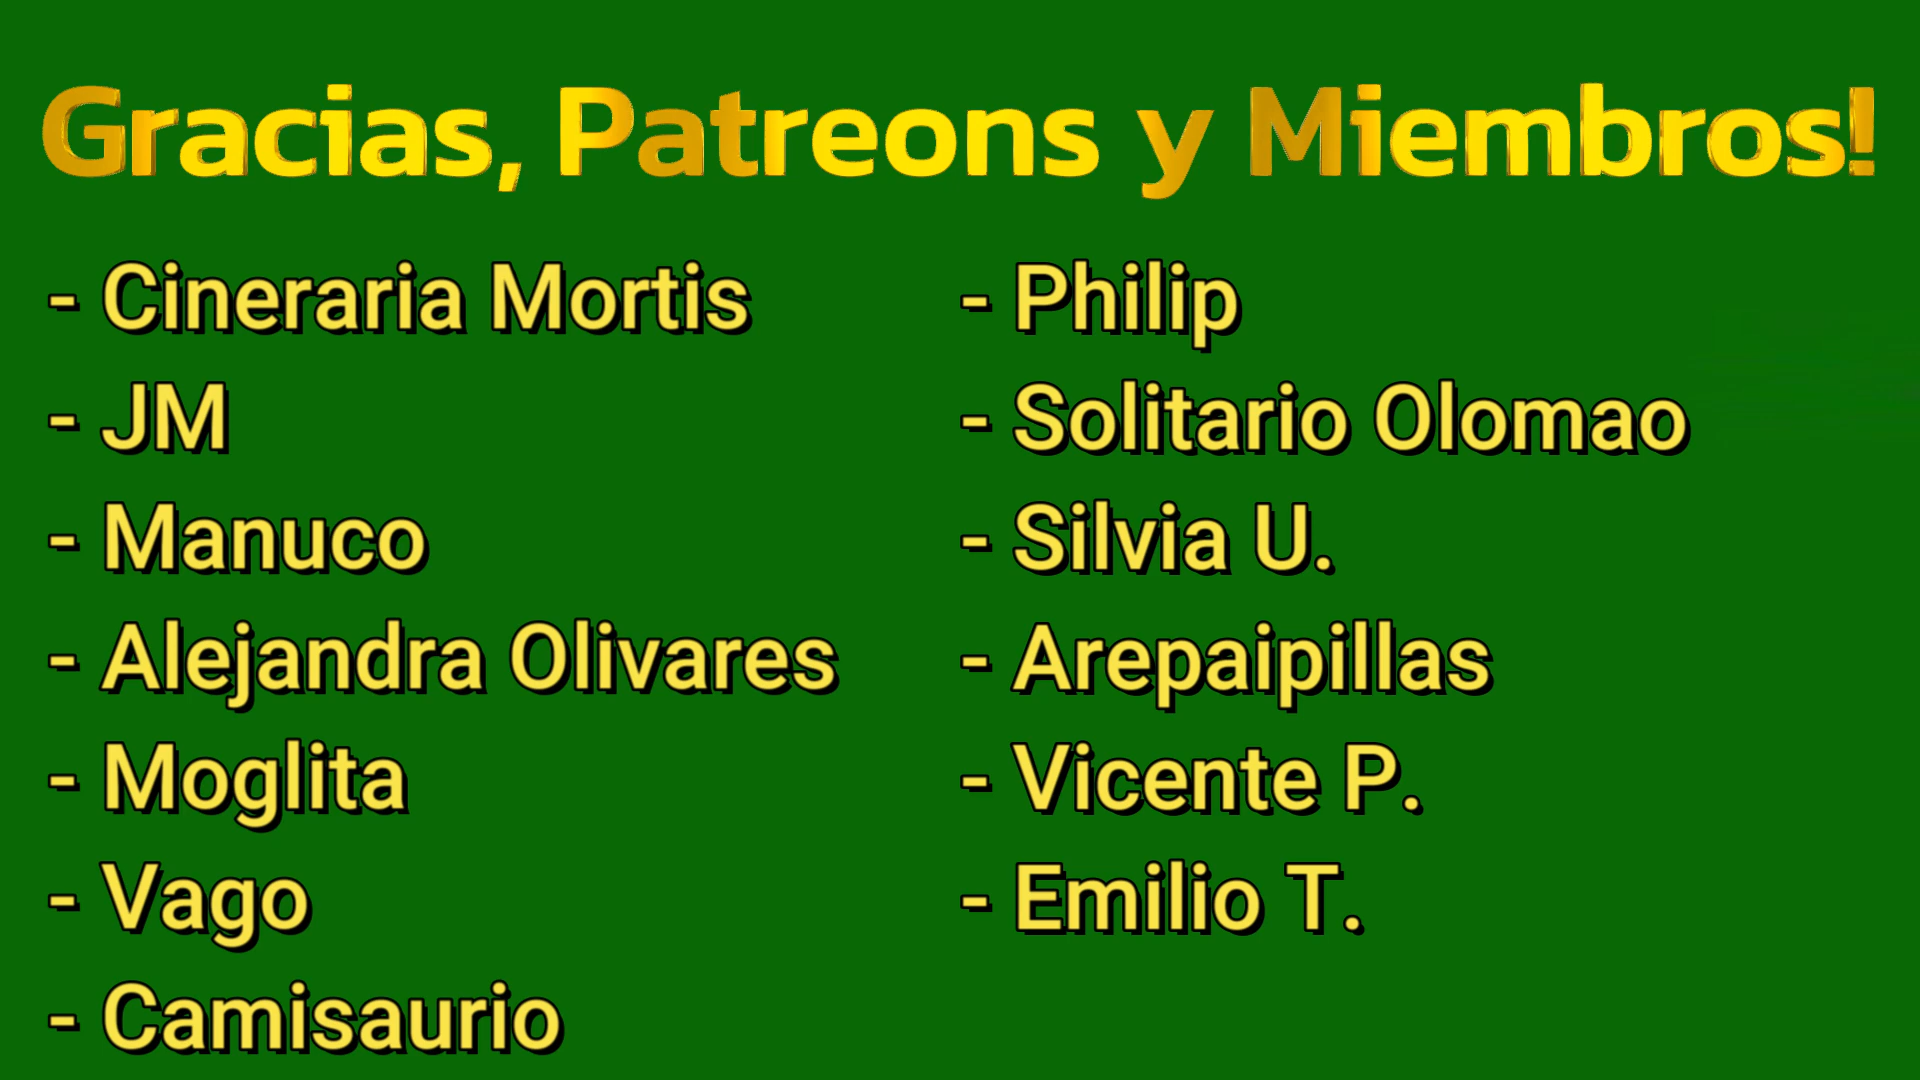 Gracias, Patreons y Miembros!
- Cineraria Mortis
- JM
- Manuco
- Alejandra Olivares
- Moglita
- Vago
- Camisaurio
- Philip
- Solitario Olomao
- Silvia U.
- Arepaipillas
- Vicente P.
- Emilio T.